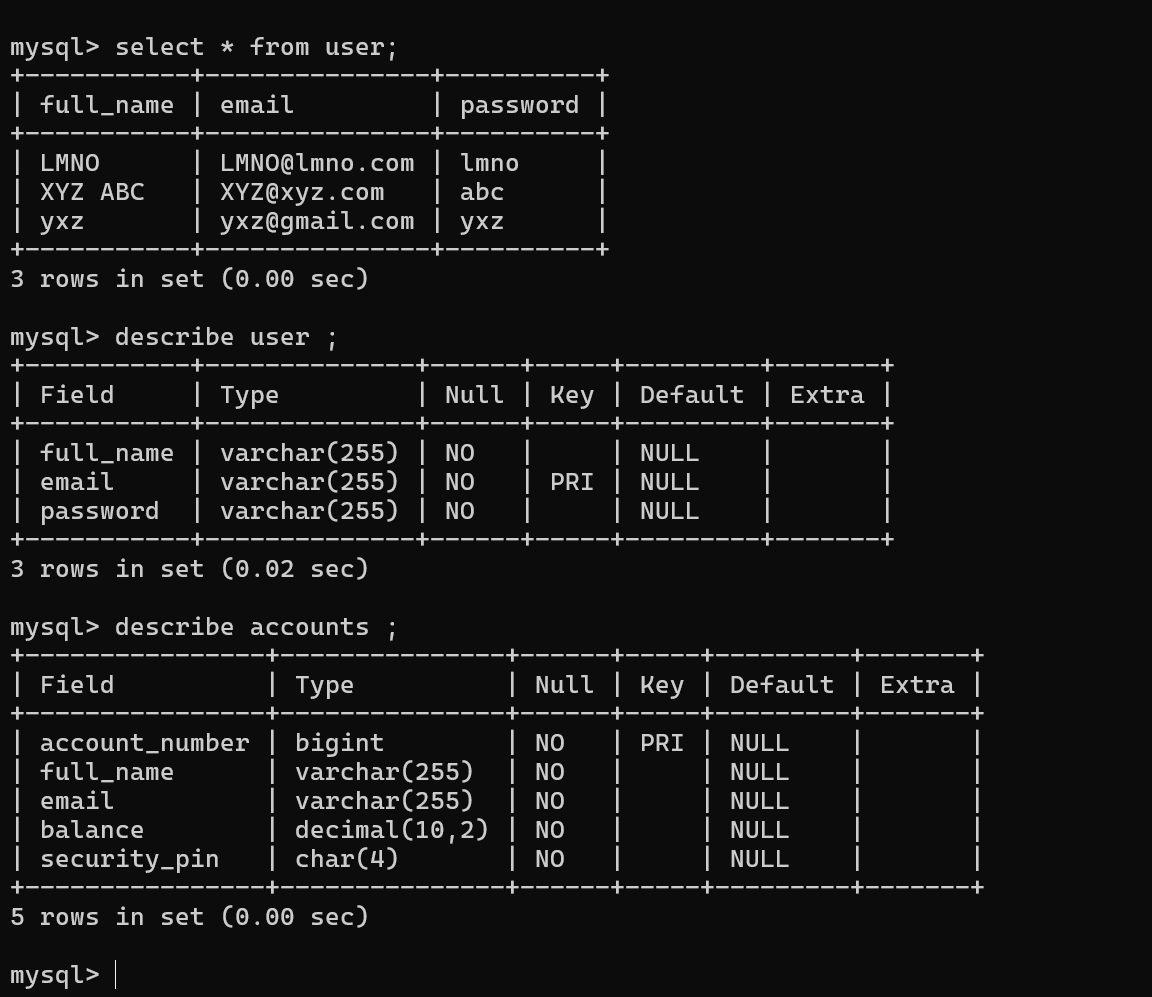 mysql> select * from user;
+-----------+---------------+----------+
| full_name | email         | password |
+-----------+---------------+----------+
| LMNO      | LMNO@lmno.com | lmno     |
| XYZ ABC   | XYZ@xyz.com   | abc      |
| yxz       | yxz@gmail.com | yxz      |
+-----------+---------------+----------+
3 rows in set (0.00 sec)

mysql> describe user ;
+-----------+--------------+------+-----+---------+-------+
| Field     | Type         | Null | Key | Default | Extra |
+-----------+--------------+------+-----+---------+-------+
| full_name | varchar(255) | NO   |     | NULL    |       |
| email     | varchar(255) | NO   | PRI | NULL    |       |
| password  | varchar(255) | NO   |     | NULL    |       |
+-----------+--------------+------+-----+---------+-------+
3 rows in set (0.02 sec)

mysql> describe accounts ;
+----------------+---------------+------+-----+---------+-------+
| Field          | Type          | Null | Key | Default | Extra |
+----------------+---------------+------+-----+---------+-------+
| account_number | bigint        | NO   | PRI | NULL    |       |
| full_name      | varchar(255)  | NO   |     | NULL    |       |
| email          | varchar(255)  | NO   |     | NULL    |       |
| balance        | decimal(10,2) | NO   |     | NULL    |       |
| security_pin   | char(4)       | NO   |     | NULL    |       |
+----------------+---------------+------+-----+---------+-------+
5 rows in set (0.00 sec)

mysql>